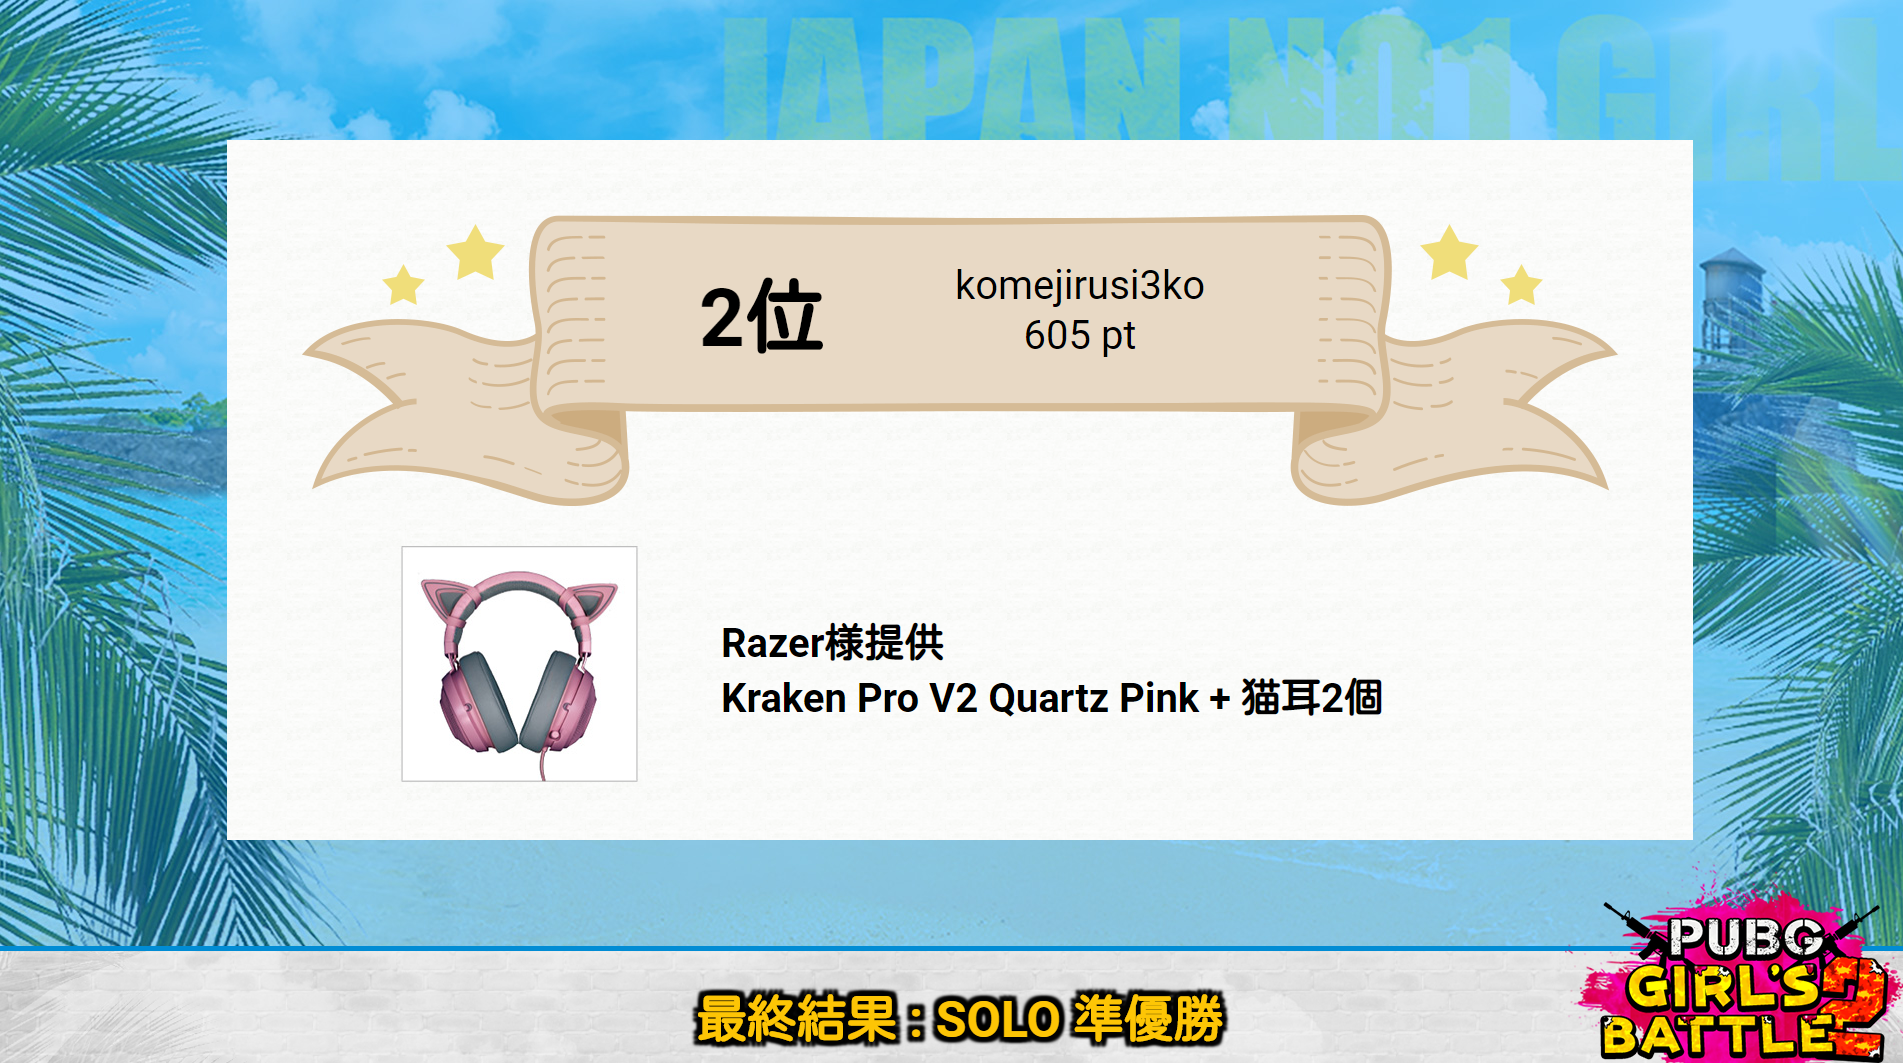 JAPAN NO1 GIRL
2位
komejirusi3ko
605 pt
Razer様提供
Kraken Pro V2 Quartz Pink + 猫耳2個
最終結果 : SOLO 準優勝
PUBG
GIRL'S
BATTLE 2